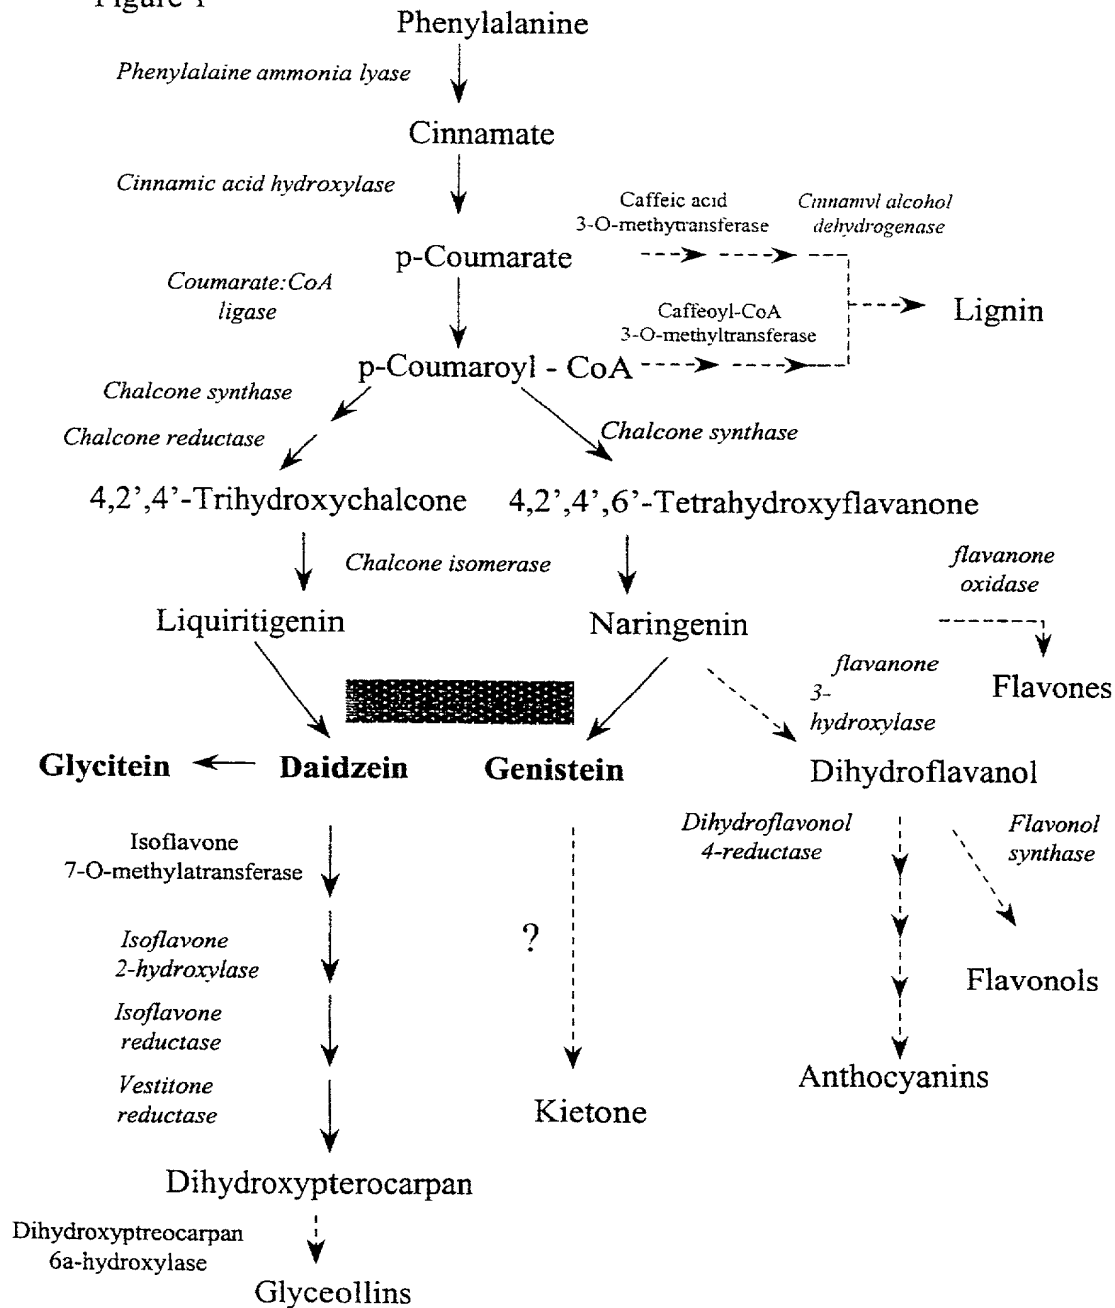 Figure 1
Phenylalanine
Phenylalaine ammonia lyase
Cinnamate
Cinnamic acid hydroxylase
Caffeic acid
3-O-methytransferase
Cinnamyl alcohol
dehydrogenase
p-Coumarate
Coumarate:CoA
ligase
Caffeoyl-CoA
3-O-methyltransferase
Lignin
p-Coumaroyl - CoA
Chalcone synthase
Chalcone reductase
Chalcone synthase
4,2’,4’-Trihydroxychalcone
4,2’,4’,6’-Tetrahydroxyflavanone
Chalcone isomerase
flavanone
oxidase
Liquiritigenin
Naringenin
flavanone
3-
hydroxylase
Flavones
Glycitein
Daidzein
Genistein
Dihydroflavanol
Isoflavone
7-O-methylatransferase
Dihydroflavonol
4-reductase
Flavonol
synthase
Isoflavone
2-hydroxylase
?
Flavonols
Isoflavone
reductase
Vestitone
reductase
Kietone
Anthocyanins
Dihydroxypterocarpan
Dihydroxyptreocarpan
6a-hydroxylase
Glyceollins